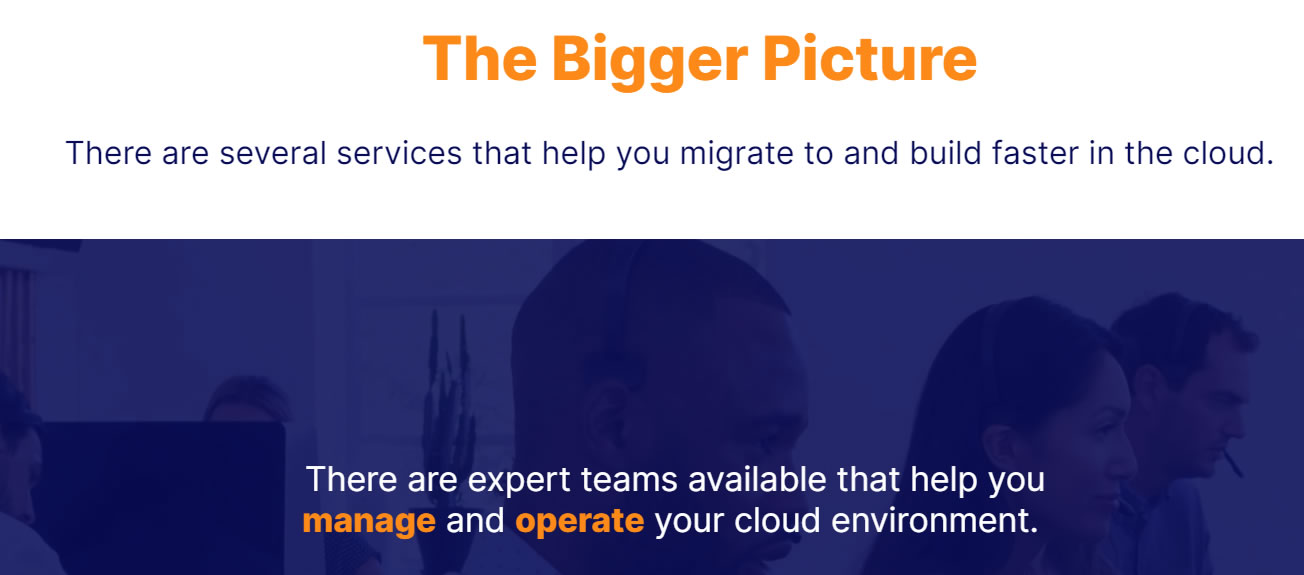 The Bigger Picture
There are several services that help you migrate to and build faster in the cloud.
There are expert teams available that help you
manage and operate your cloud environment.